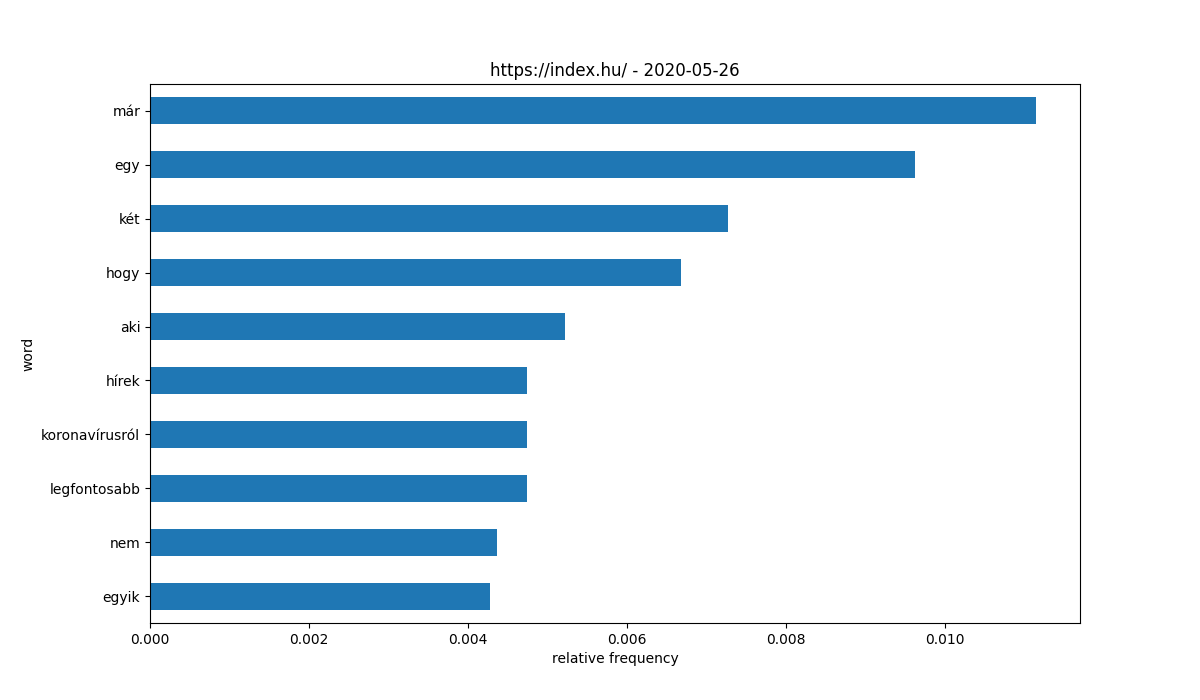 https://index.hu/ - 2020-05-26
már
egy
két
hogy
aki
hírek
koronavírusról
legfontosabb
nem
egyik
word
0.000 0.002 0.004 0.006 0.008 0.010
relative frequency